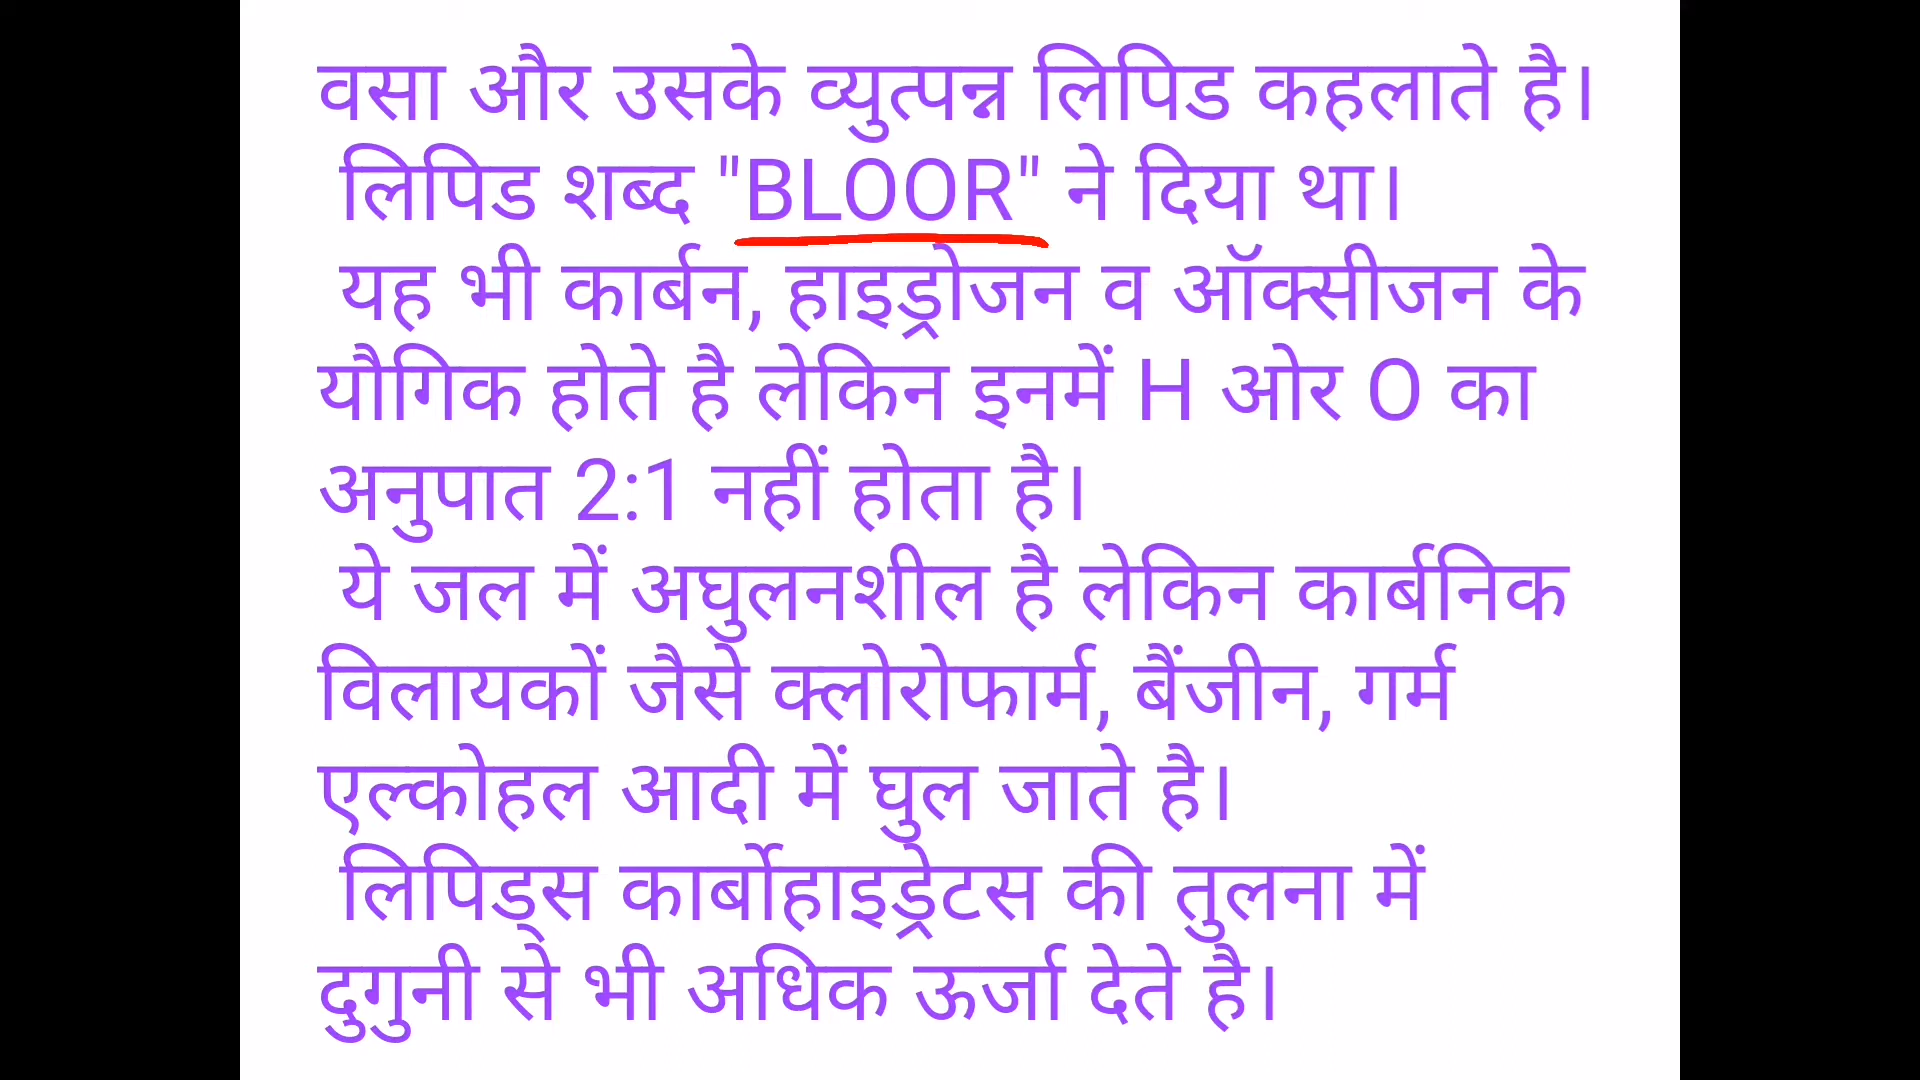 वसा और उसके व्युत्पन्न लिपिड कहलाते है।
लिपिड शब्द "BLOOR" ने दिया था।
यह भी कार्बन, हाइड्रोजन व ऑक्सीजन के
यौगिक होते है लेकिन इनमें H ओर O का
अनुपात 2:1 नहीं होता है।
ये जल में अघुलनशील है लेकिन कार्बनिक
विलायकों जैसे क्लोरोफार्म, बैंजीन, गर्म
एल्कोहल आदी में घुल जाते है।
लिपिड्स कार्बोहाइड्रेटस की तुलना में
दुगुनी से भी अधिक ऊर्जा देते है।